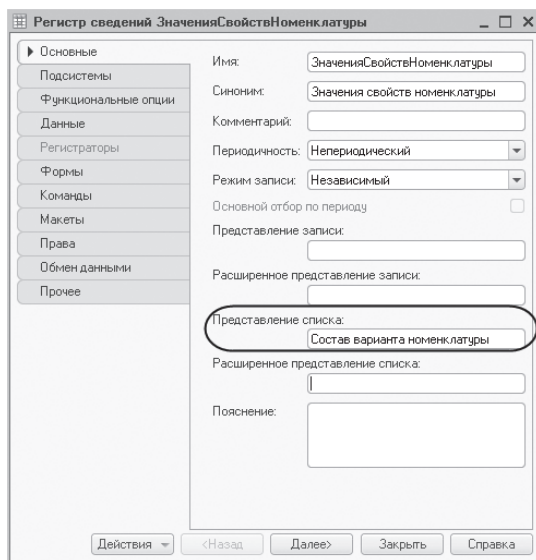 Регистр сведений ЗначенияСвойствНоменклатуры
Основные
Подсистемы
Функциональные опции
Данные
Регистраторы
Формы
Команды
Макеты
Права
Обмен данными
Прочее
Имя: ЗначенияСвойствНоменклатуры
Синоним: Значения свойств номенклатуры
Комментарий:
Периодичность: Непериодический
Режим записи: Независимый
Основной отбор по периоду
Представление записи:
Расширенное представление записи:
Представление списка:
Состав варианта номенклатуры
Расширенное представление списка:
Пояснение:
Действия <Назад Далее> Закрыть Справка